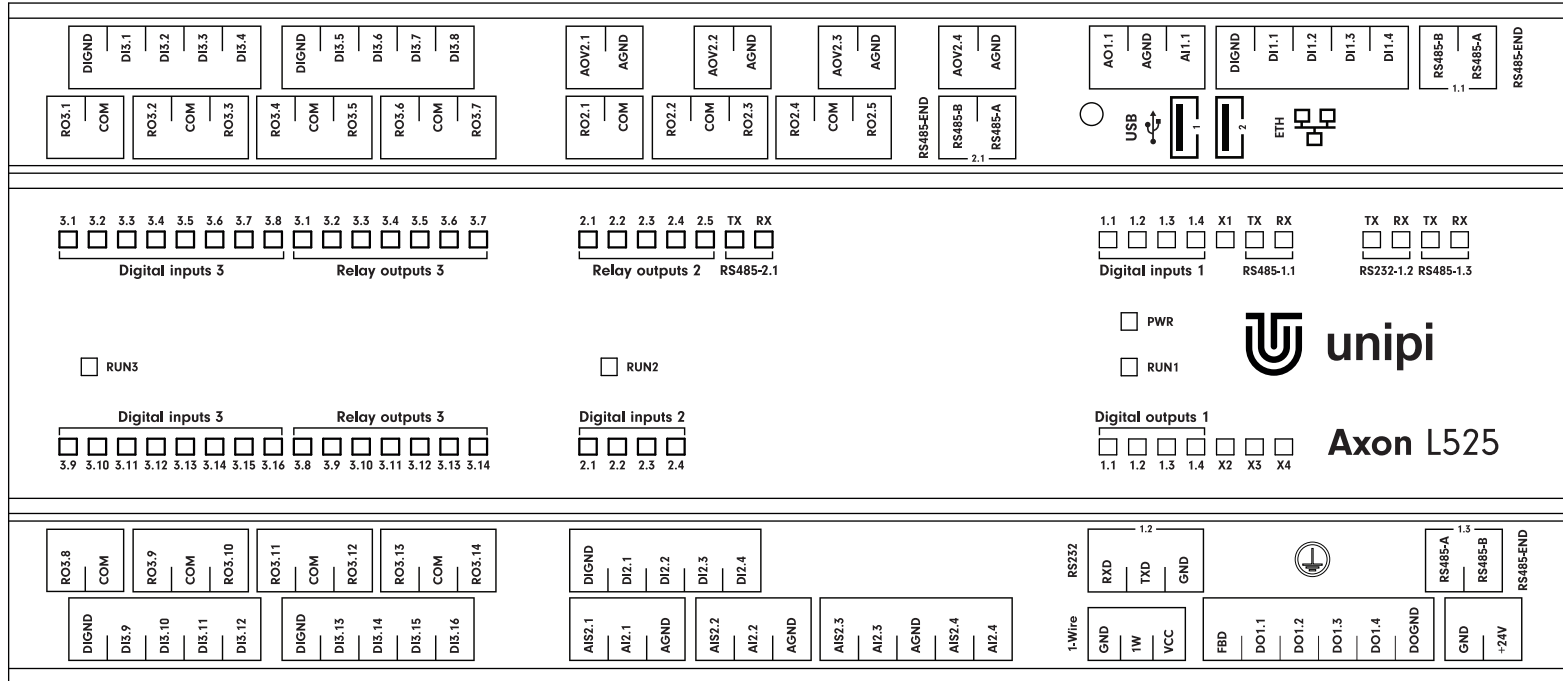 DIGND DI3.1 DI3.2 DI3.3 DI3.4 DIGND DI3.5 DI3.6 DI3.7 DI3.8 AOV2.1 AGND AOV2.2 AGND AOV2.3 AGND AOV2.4 AGND AO1.1 AGND AI1.1 DIGND DI1.1 DI1.2 DI1.3 DI1.4 RS485-B RS485-A RS485-END
1.1
RO3.1 COM RO3.2 COM RO3.3 RO3.4 COM RO3.5 RO3.6 COM RO3.7 RO2.1 COM RO2.2 COM RO2.3 RO2.4 COM RO2.5 RS485-END RS485-B RS485-A USB 1 2 ETH
2.1
3.1 3.2 3.3 3.4 3.5 3.6 3.7 3.8 3.1 3.2 3.3 3.4 3.5 3.6 3.7 2.1 2.2 2.3 2.4 2.5 TX RX 1.1 1.2 1.3 1.4 X1 TX RX TX RX TX RX
Digital inputs 3 Relay outputs 3 Relay outputs 2 RS485-2.1 Digital inputs 1 RS485-1.1 RS232-1.2 RS485-1.3
PWR
unipi
RUN3 RUN2 RUN1
Digital inputs 3 Relay outputs 3 Digital inputs 2 Digital outputs 1
Axon L525
3.9 3.10 3.11 3.12 3.13 3.14 3.15 3.16 3.8 3.9 3.10 3.11 3.12 3.13 3.14 2.1 2.2 2.3 2.4 1.1 1.2 1.3 1.4 X2 X3 X4
1.2 1.3
RO3.8 COM RO3.9 COM RO3.10 RO3.11 COM RO3.12 RO3.13 COM RO3.14 DIGND DI2.1 DI2.2 DI2.3 DI2.4 RS232 RXD TXD GND RS485-A RS485-B RS485-END
DIGND DI3.9 DI3.10 DI3.11 DI3.12 DIGND DI3.13 DI3.14 DI3.15 DI3.16 AIS2.1 AI2.1 AGND AIS2.2 AI2.2 AGND AIS2.3 AI2.3 AGND AIS2.4 AI2.4 1-Wire GND 1W VCC FBD DO1.1 DO1.2 DO1.3 DO1.4 DOGND GND +24V